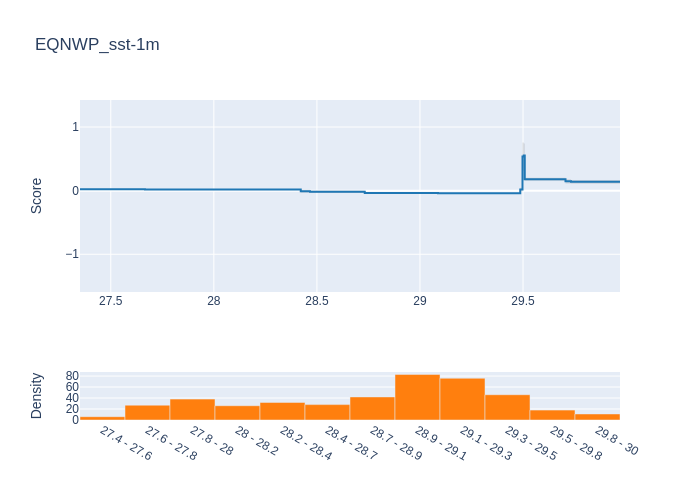 EQNWP_sst-1m
Score
1
0
−1
27.5 28 28.5 29 29.5
Density
80
60
40
20
0
27.4 - 27.6
27.6 - 27.8
27.8 - 28
28 - 28.2
28.2 - 28.4
28.4 - 28.7
28.7 - 28.9
28.9 - 29.1
29.1 - 29.3
29.3 - 29.5
29.5 - 29.8
29.8 - 30